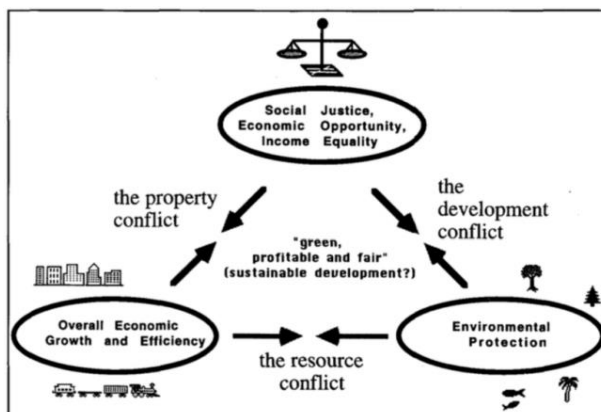 Social Justice,
Economic Opportunity,
Income Equality
the property
conflict
the
development
conflict
"green,
profitable and fair"
(sustainable development?)
Overall Economic
Growth and Efficiency
Environmental
Protection
the resource
conflict